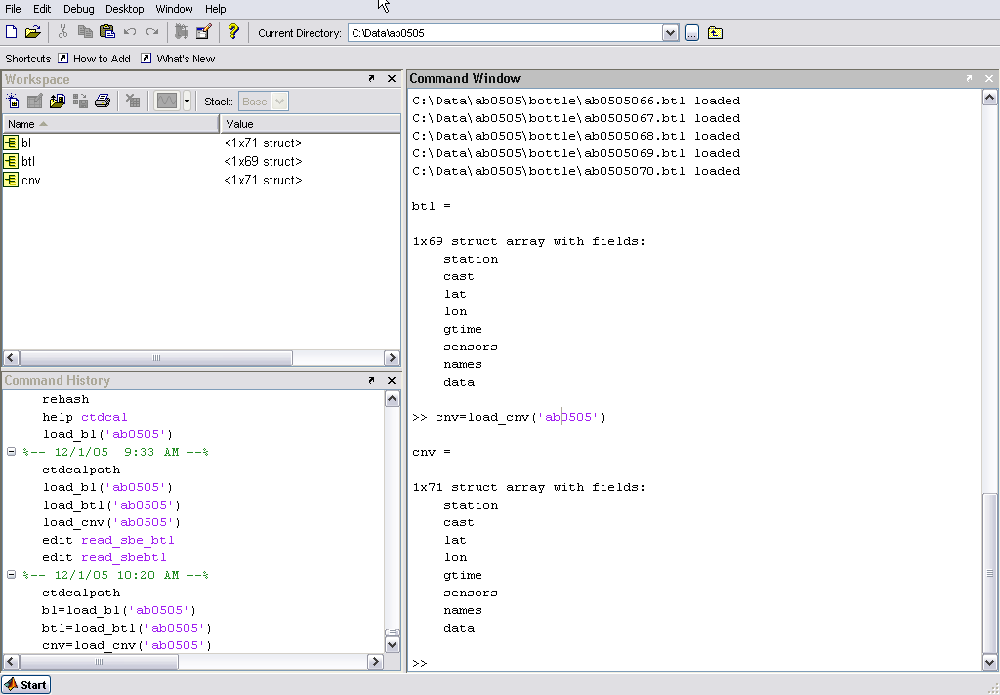 File Edit Debug Desktop Window Help
Current Directory: C:\Data\ab0505 ...
Shortcuts How to Add What's New
Workspace
Stack: Base
Name Value
bl <1x71 struct>
btl <1x69 struct>
cnv <1x71 struct>
Command History
rehash
help ctdcal
load_bl('ab0505')
%-- 12/1/05  9:33 AM --%
ctdcalpath
load_bl('ab0505')
load_btl('ab0505')
load_cnv('ab0505')
edit read_sbe_btl
edit read_sbebtl
%-- 12/1/05 10:20 AM --%
ctdcalpath
bl=load_bl('ab0505')
btl=load_btl('ab0505')
cnv=load_cnv('ab0505')
Command Window
C:\Data\ab0505\bottle\ab0505066.btl loaded
C:\Data\ab0505\bottle\ab0505067.btl loaded
C:\Data\ab0505\bottle\ab0505068.btl loaded
C:\Data\ab0505\bottle\ab0505069.btl loaded
C:\Data\ab0505\bottle\ab0505070.btl loaded
btl =
1x69 struct array with fields:
station
cast
lat
lon
gtime
sensors
names
data
>> cnv=load_cnv('ab0505')
cnv =
1x71 struct array with fields:
station
cast
lat
lon
gtime
sensors
names
data
>>
Start